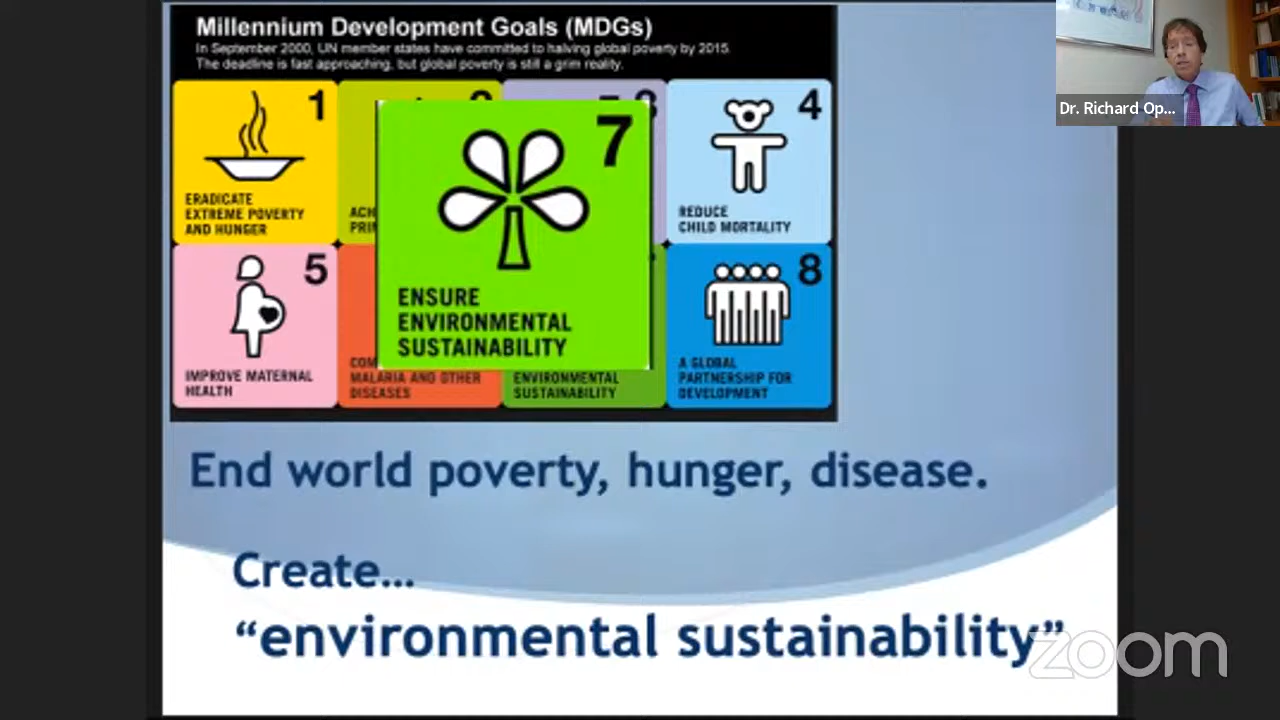 Millennium Development Goals (MDGs)
In September 2000, UN member states have committed to halving global poverty by 2015.
The deadline is fast approaching, but global poverty is still a grim reality.
Dr. Richard Op...
1
4
7
ERADICATE
EXTREME POVERTY
AND HUNGER
REDUCE
CHILD MORTALITY
5
8
ENSURE
ENVIRONMENTAL
SUSTAINABILITY
IMPROVE MATERNAL
HEALTH
MALARIA AND OTHER
DISEASES
ENVIRONMENTAL
SUSTAINABILITY
A GLOBAL
PARTNERSHIP FOR
DEVELOPMENT
End world poverty, hunger, disease.
Create...
“environmental sustainability”
zoom